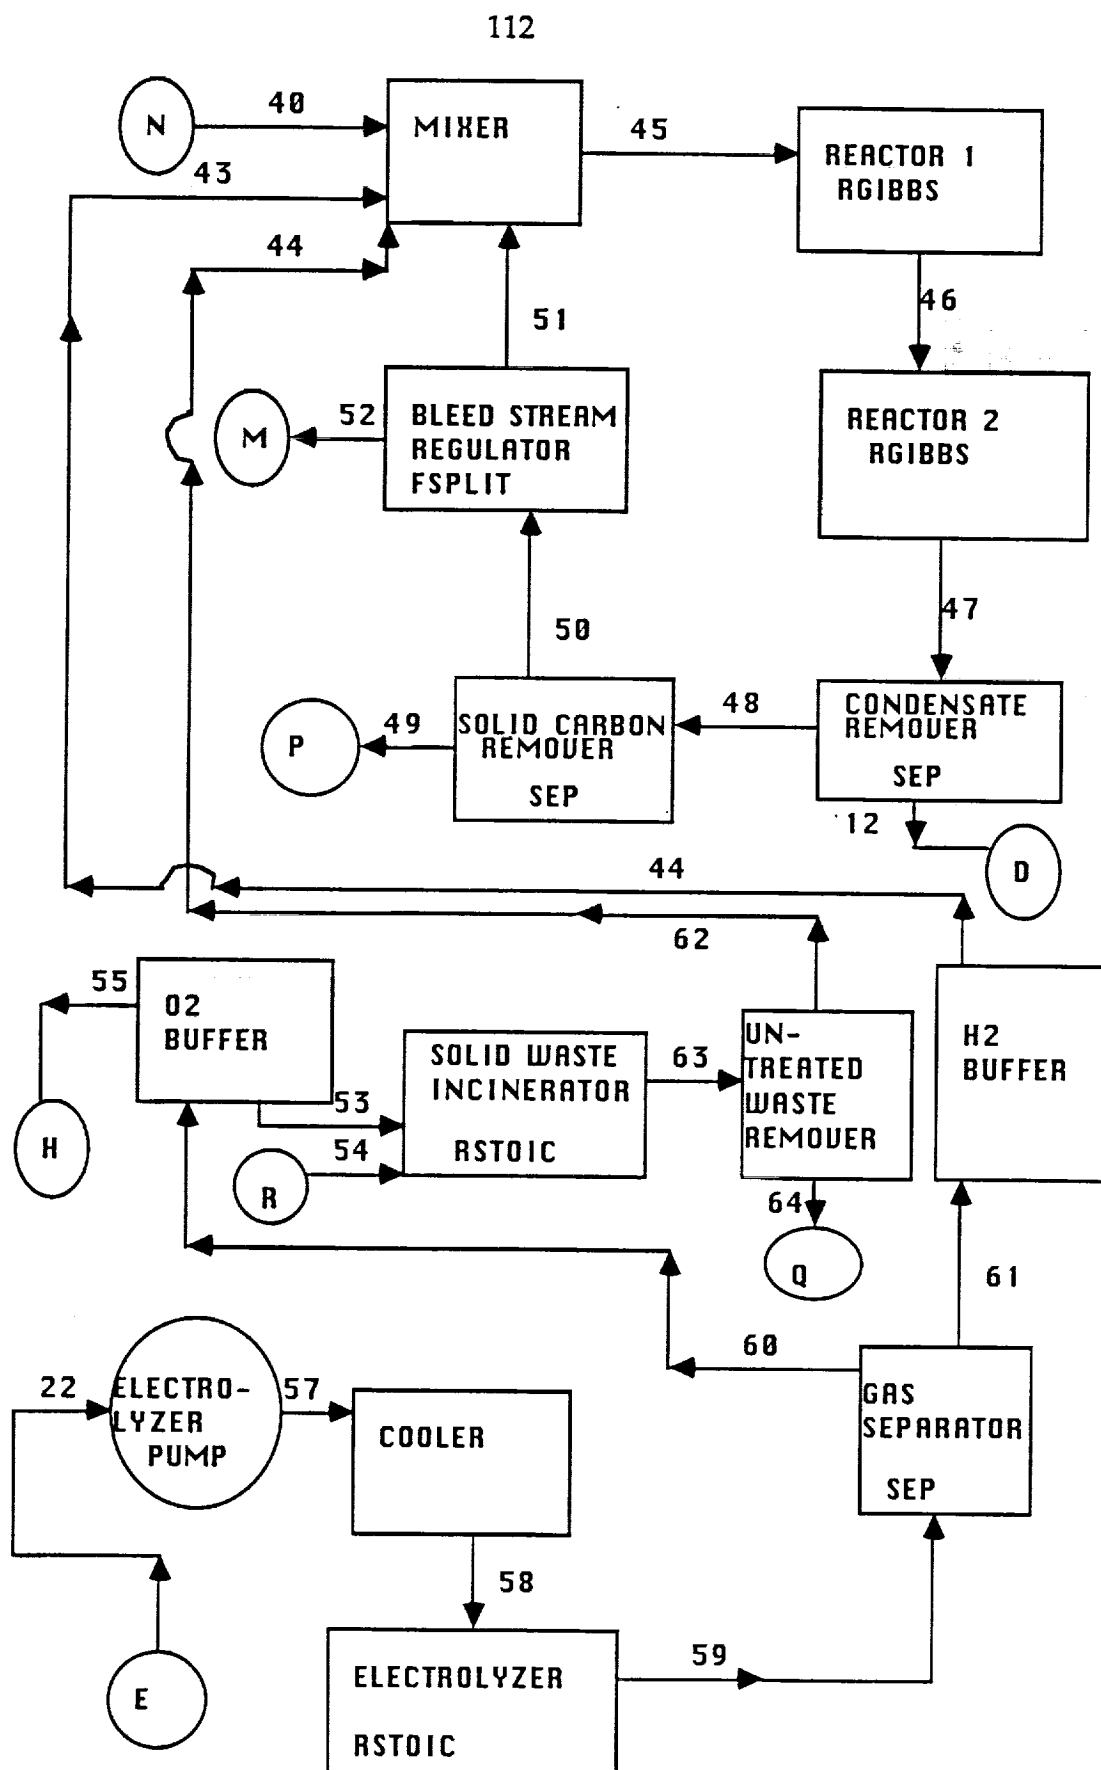 112
N
40
MIXER
45
REACTOR 1
RGIBBS
43
44
46
51
52
M
BLEED STREAM
REGULATOR
FSPLIT
REACTOR 2
RGIBBS
47
50
P
49
SOLID CARBON
REMOVER
SEP
48
CONDENSATE
REMOVER
SEP
12
D
44
62
55
O2
BUFFER
H
53
54
R
SOLID WASTE
INCINERATOR
RSTOIC
63
UN-
TREATED
WASTE
REMOVER
H2
BUFFER
64
Q
61
60
22
ELECTRO-
LYZER
PUMP
57
COOLER
GAS
SEPARATOR
SEP
58
E
ELECTROLYZER
RSTOIC
59